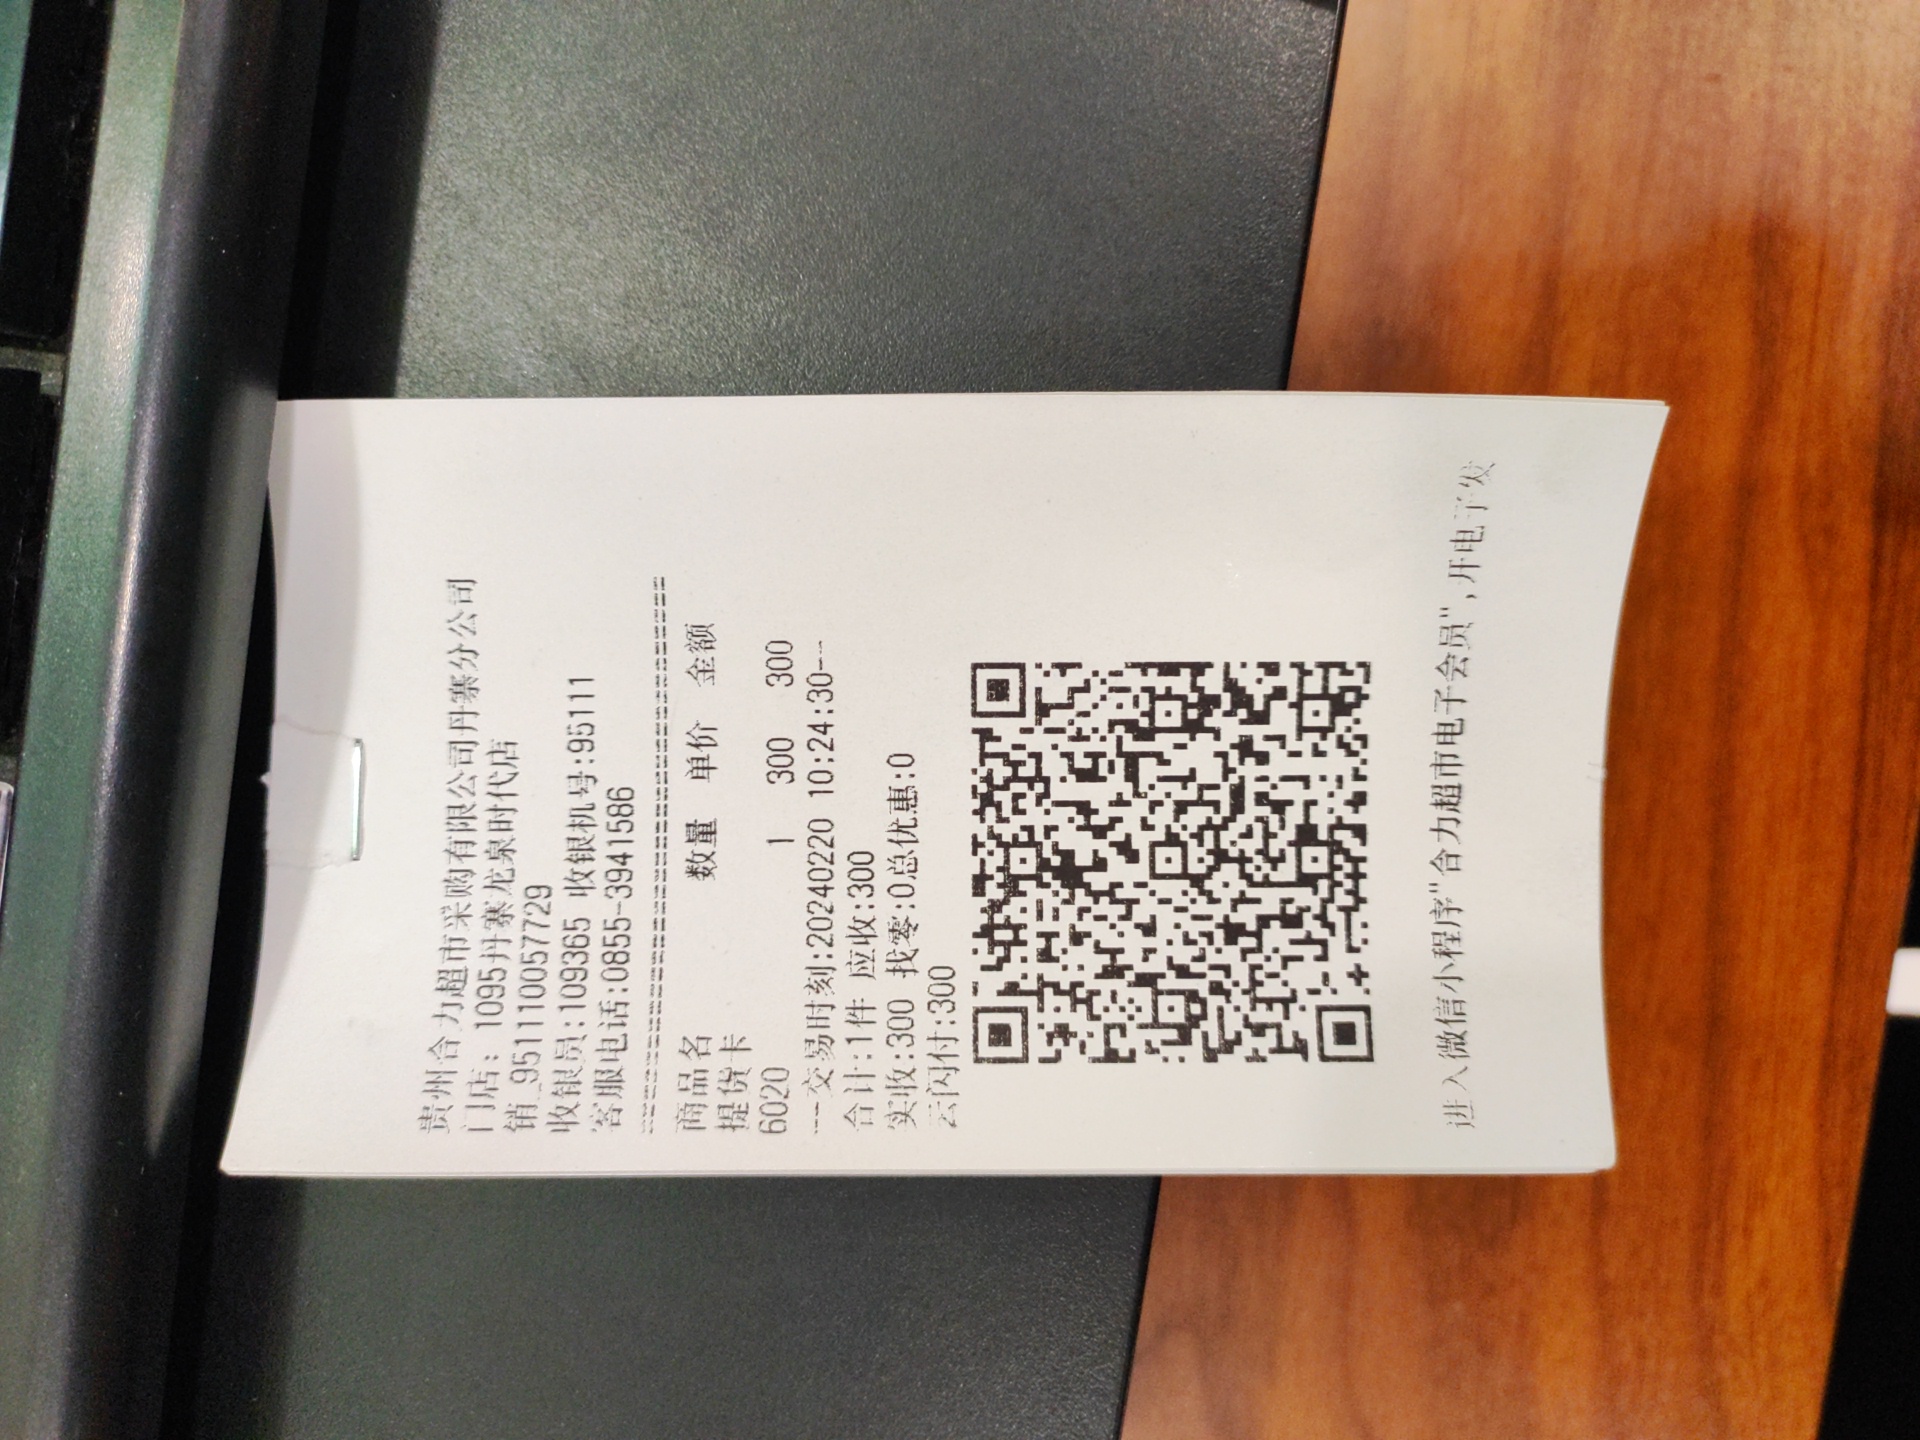 贵州合力超市采购有限公司丹寨分公司
门店：1095丹寨龙泉时代店
销_951110057729
收银员:109365 收银机号:95111
客服电话:0855-3941586
商品名 数量 单价 金额
提货卡
6020 1 300 300
---交易时刻:20240220 10:24:30---
合计:1件 应收:300
实收:300 找零:0总优惠:0
云闪付:300
进入微信小程序"合力超市电子会员",开电子发